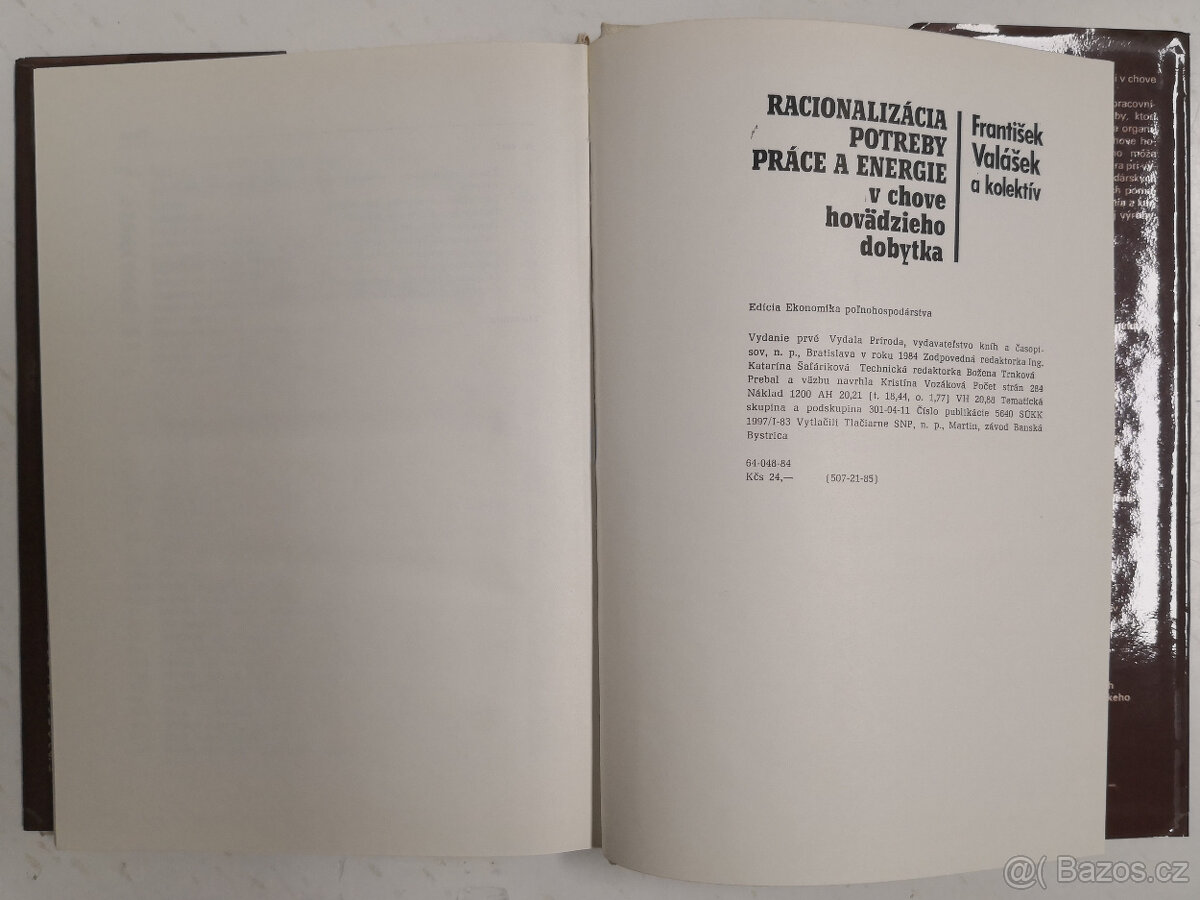 RACIONALIZÁCIA
POTREBY
PRÁCE A ENERGIE
v chove
hovädzieho
dobytka
František
Valášek
a kolektív
Edícia Ekonomika poľnohospodárstva
Vydanie prvé Vydala Príroda, vydavateľstvo kníh a časopi-
sov, n. p., Bratislava v roku 1984 Zodpovedná redaktorka Ing.
Katarína Šafáriková Technická redaktorka Božena Trnková
Prebal a väzbu navrhla Kristína Vozáková Počet strán 284
Náklad 1200 AH 20,21 [t. 18,44, o. 1,77] VH 20,88 Tematická
skupina a podskupina 301-04-11 Číslo publikácie 5640 SÚKK
1997/I-83 Vytlačili Tlačiarne SNP, n. p., Martin, závod Banská
Bystrica
64-048-84
Kčs 24,— (507-21-85)
v chove
môža
@( Bazos.cz